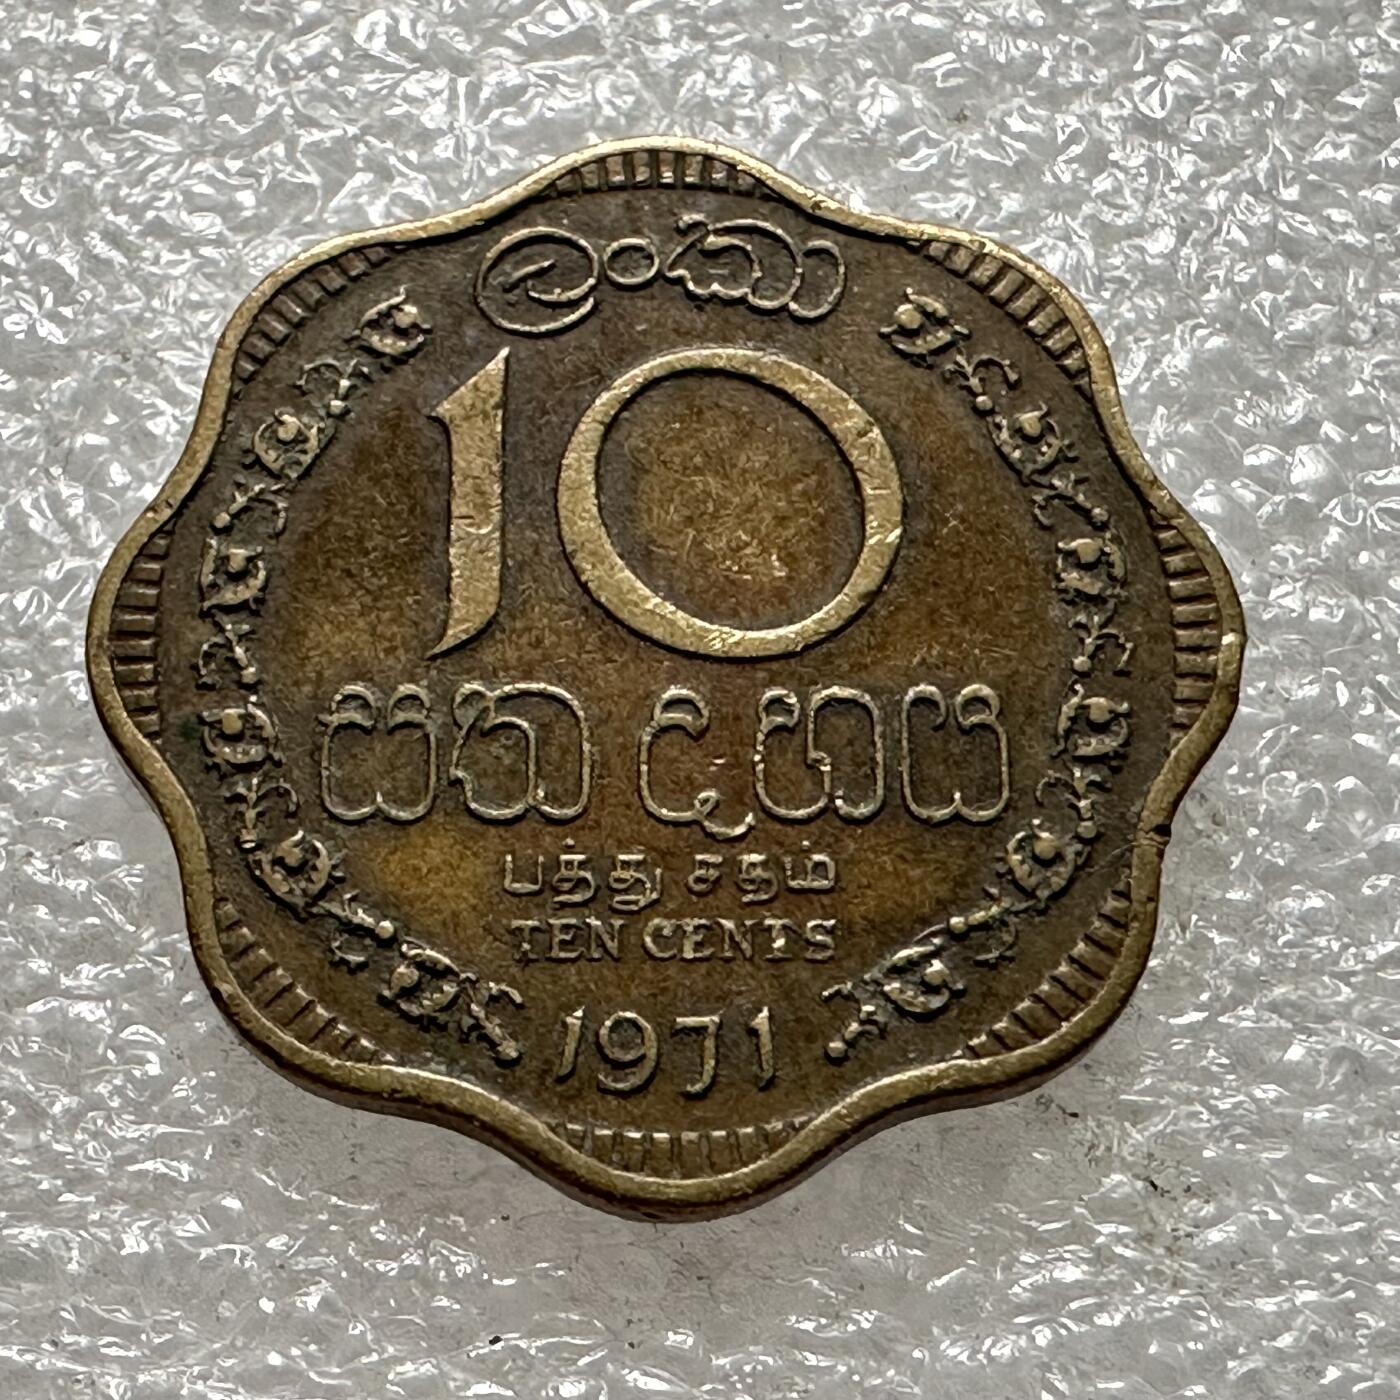 ලංකා
10
සත දහය
பத்து சதம்
TEN CENTS
1971